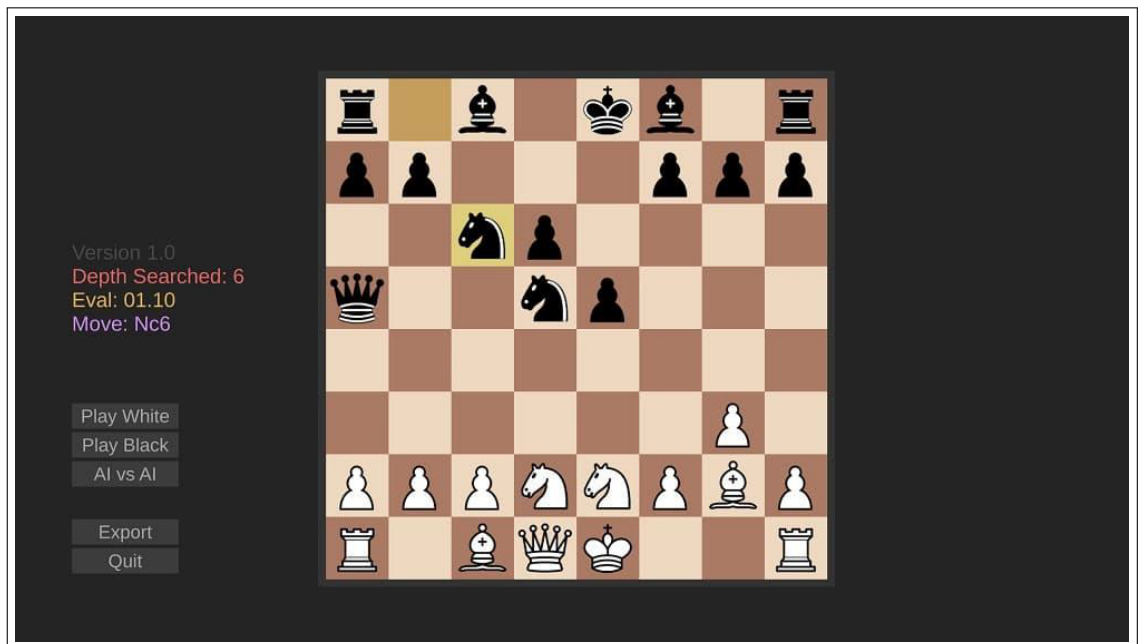 Version 1.0
Depth Searched: 6
Eval: 01.10
Move: Nc6
Play White
Play Black
AI vs AI
Export
Quit